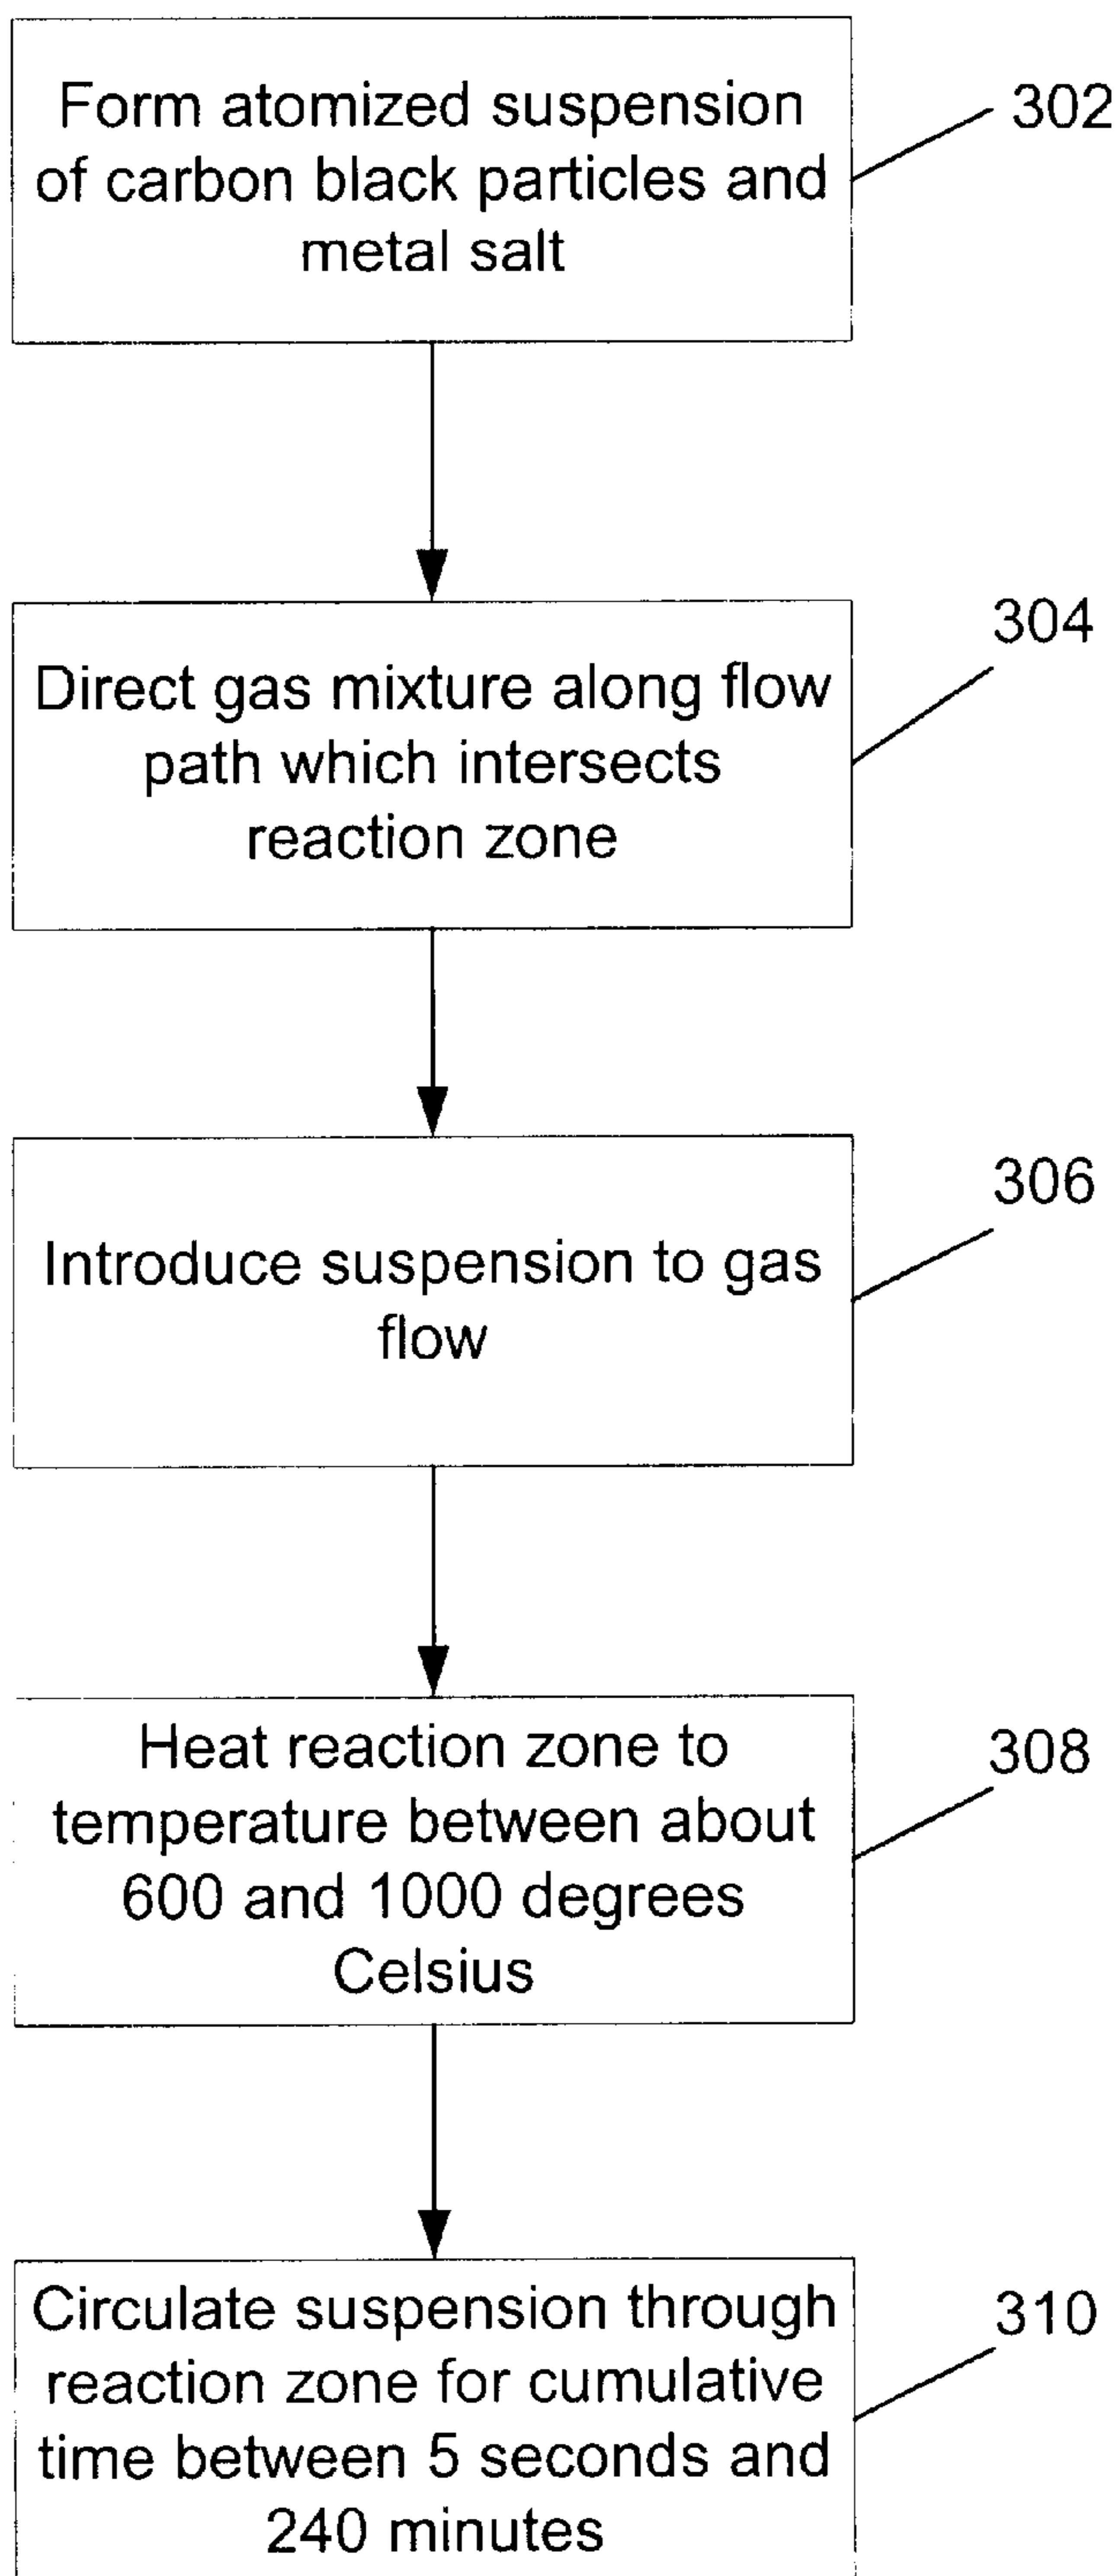 Form atomized suspension
of carbon black particles and
metal salt
302
Direct gas mixture along flow
path which intersects
reaction zone
304
Introduce suspension to gas
flow
306
Heat reaction zone to
temperature between about
600 and 1000 degrees
Celsius
308
Circulate suspension through
reaction zone for cumulative
time between 5 seconds and
240 minutes
310